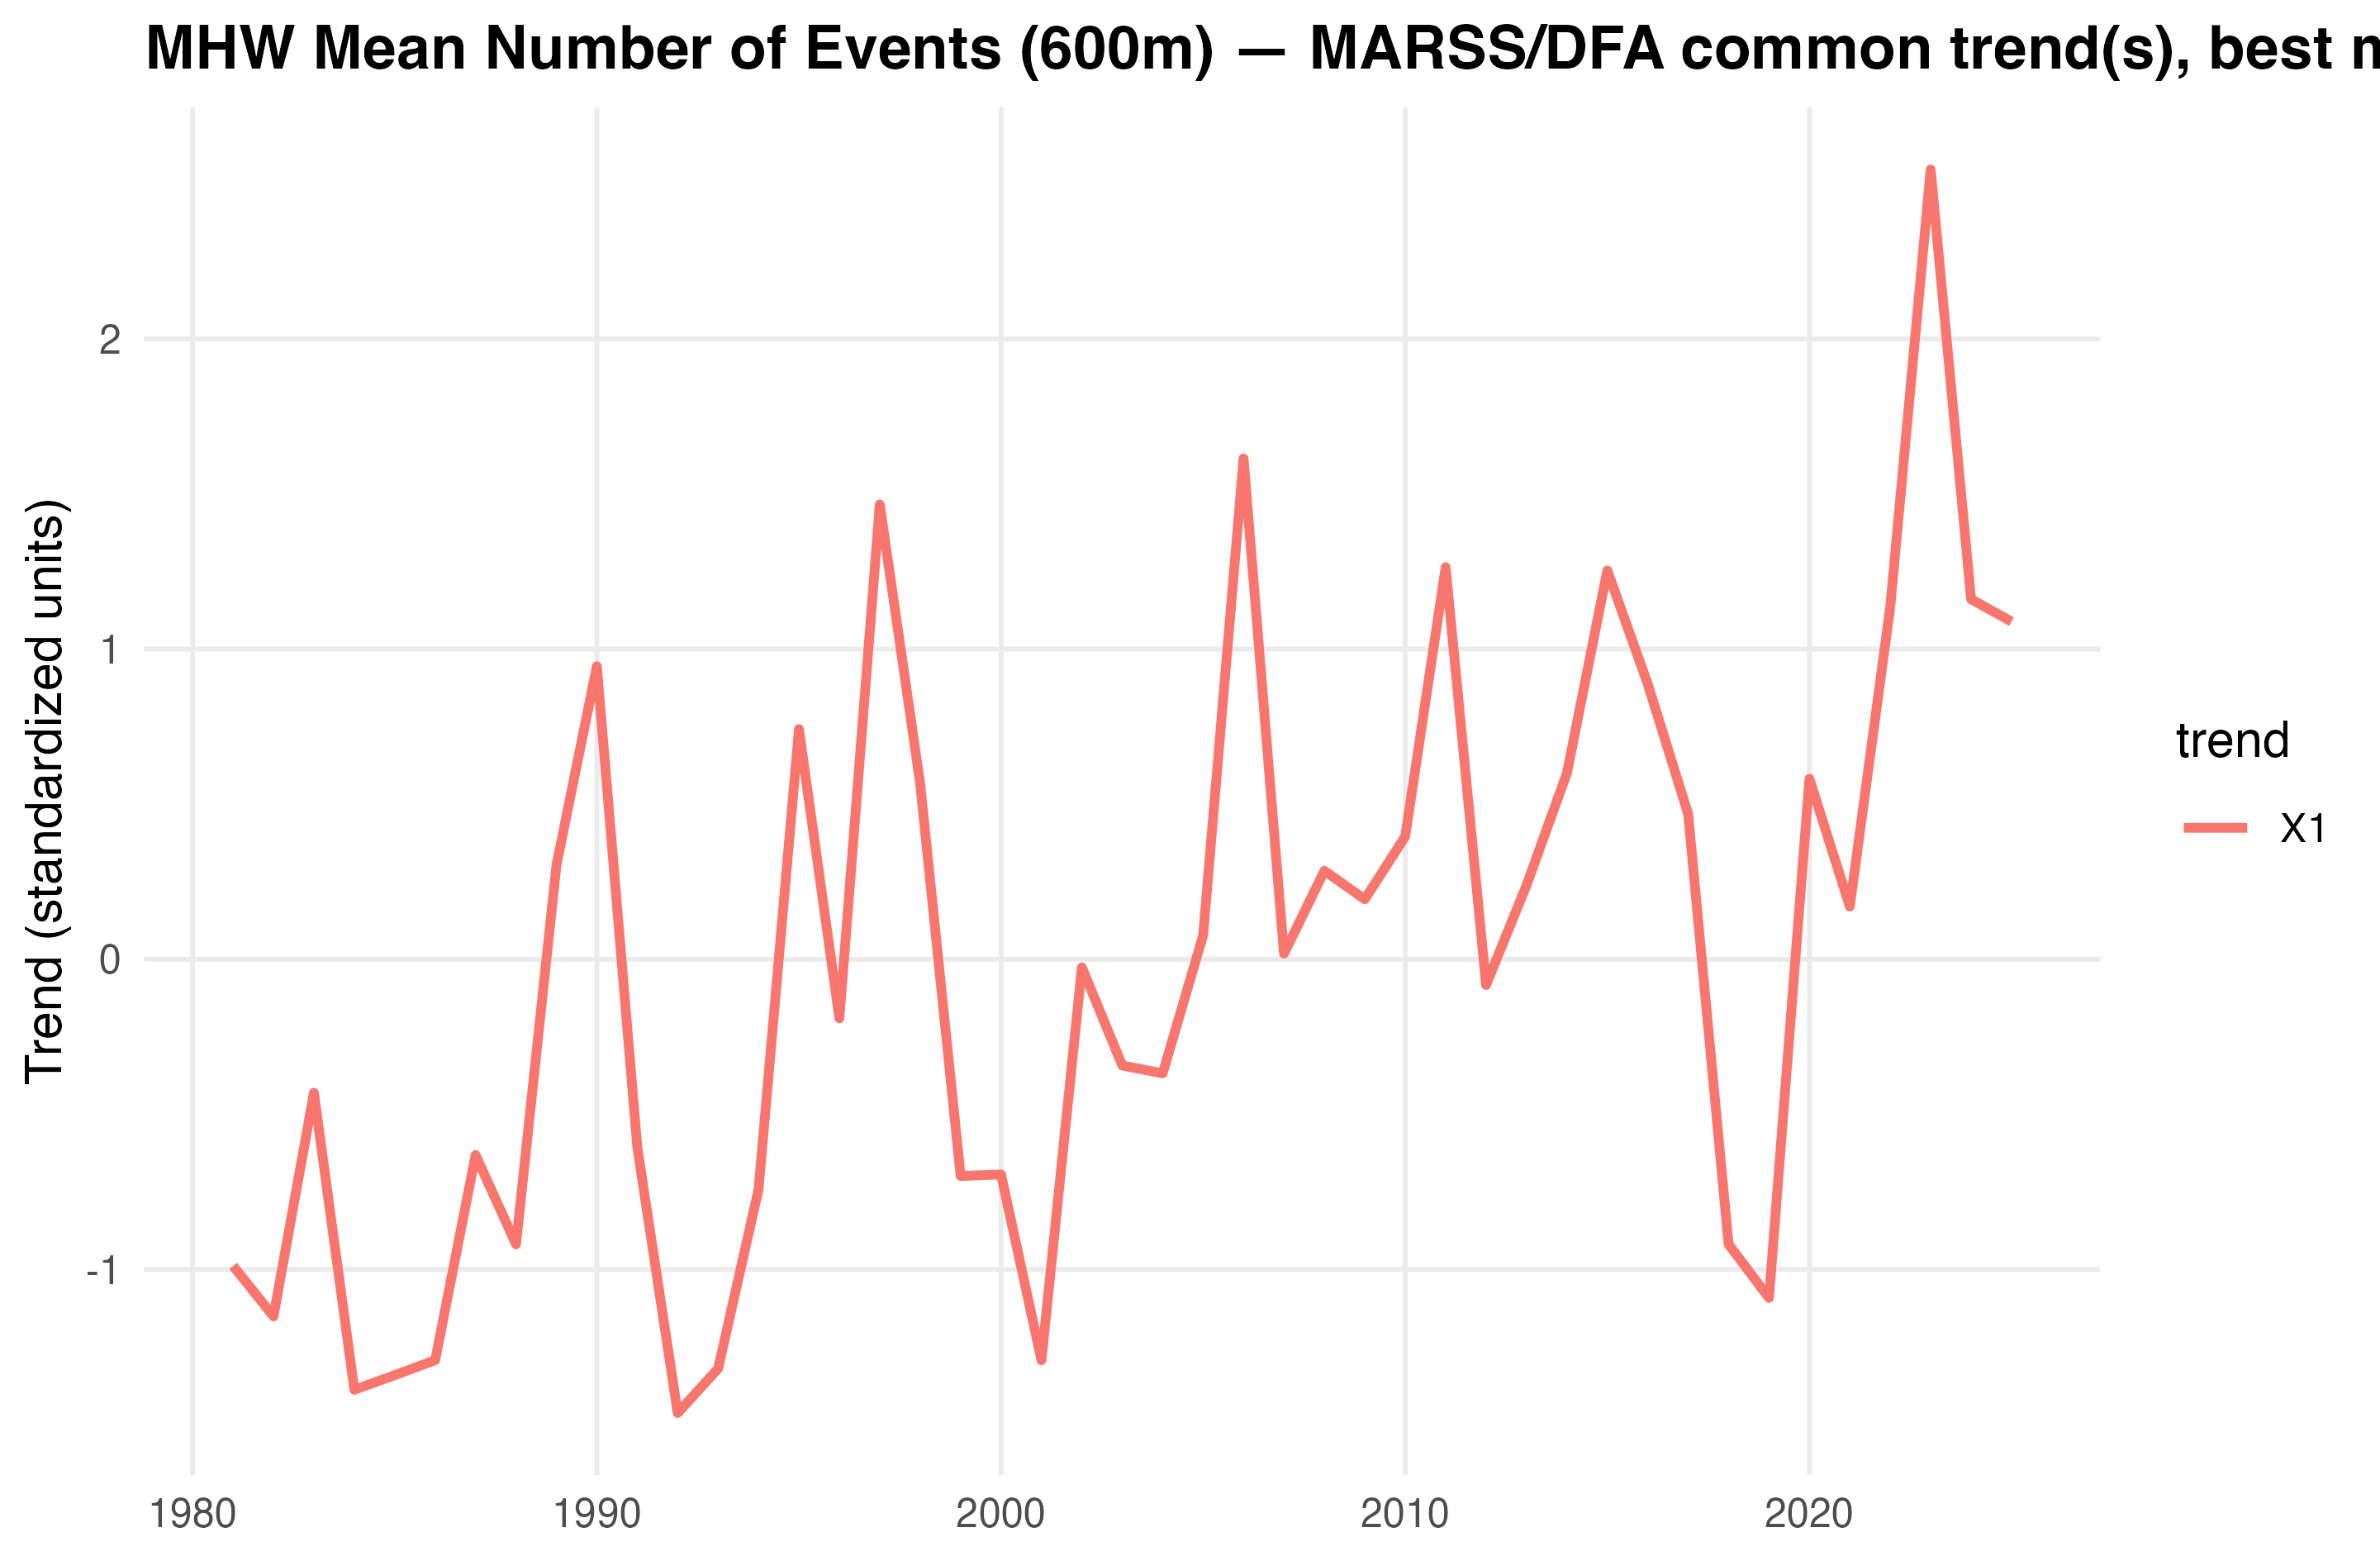 MHW Mean Number of Events (600m) — MARSS/DFA common trend(s), best
Trend (standardized units)
2
1
0
-1
1980
1990
2000
2010
2020
trend
X1